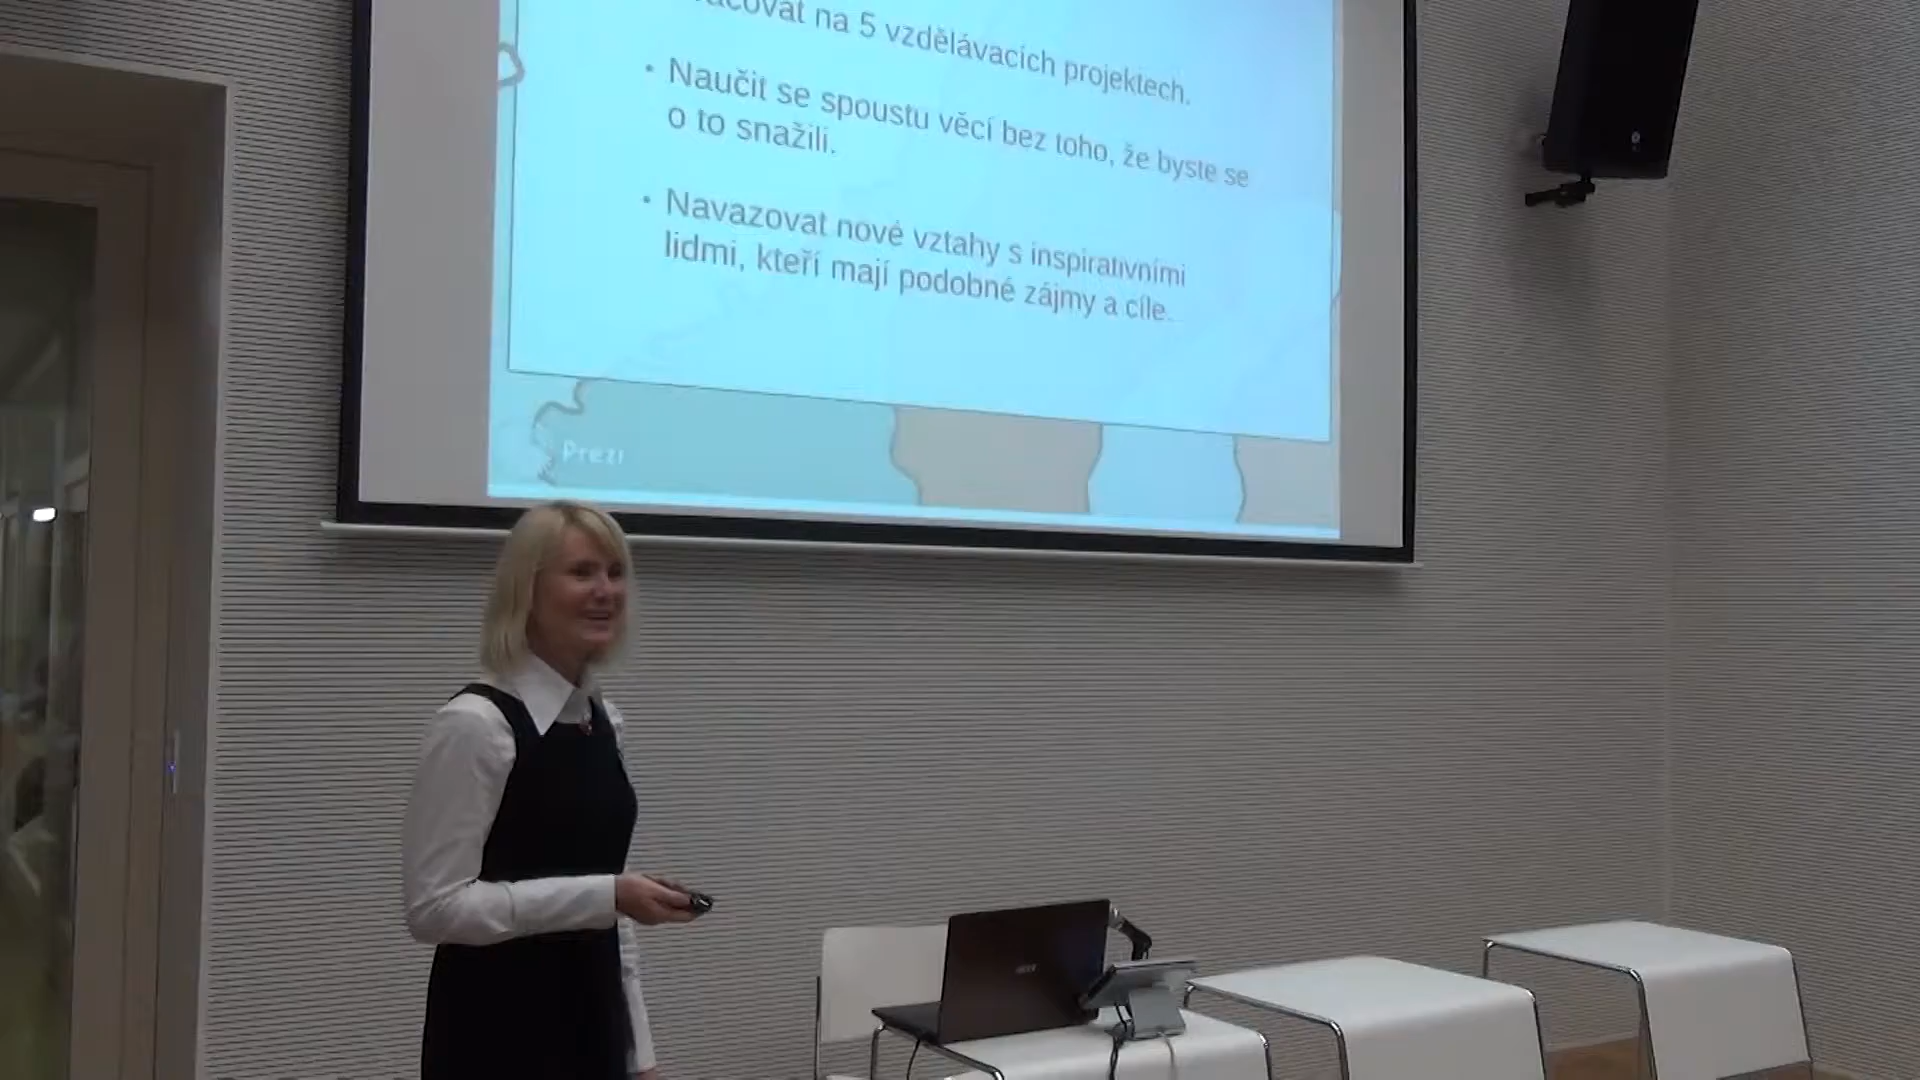 na 5 vzdělávacích projektech.
• Naučit se spoustu věcí bez toho, že byste se
o to snažili.
• Navazovat nové vztahy s inspirativními
lidmi, kteří mají podobné zájmy a cíle.
Prezi
acer